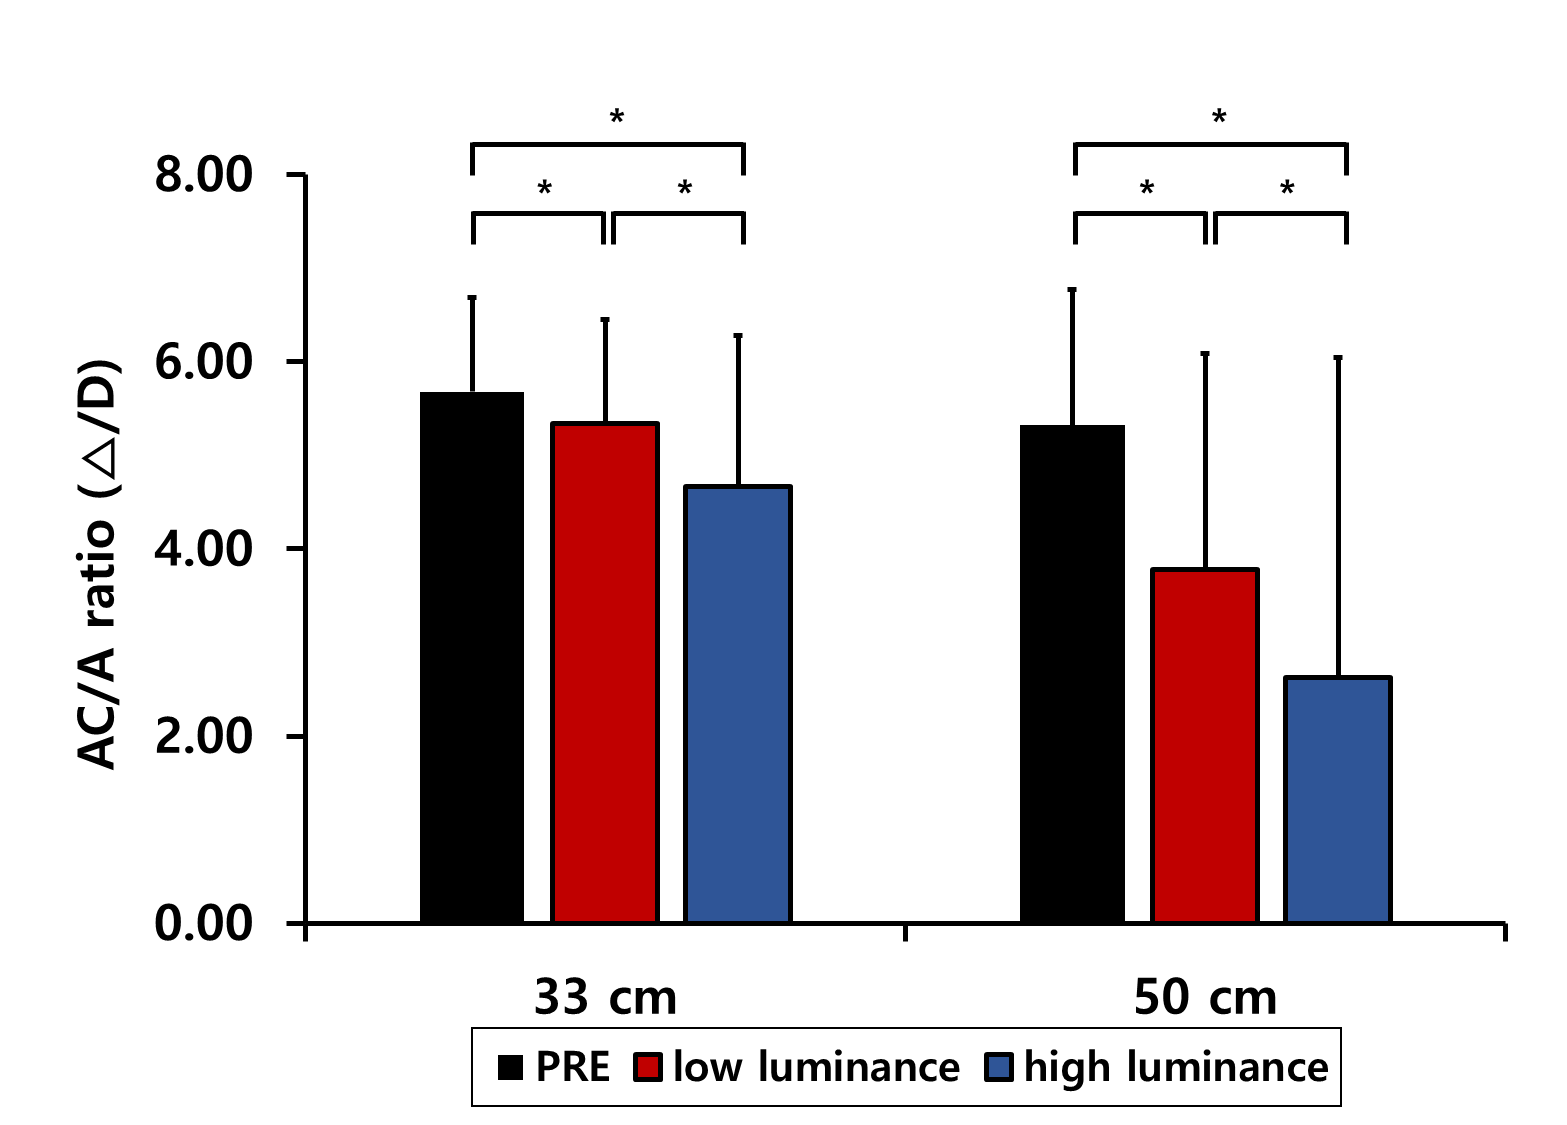 *
*
* *
* *
8.00
6.00
4.00
2.00
0.00
AC/A ratio (△/D)
33 cm
50 cm
PRE low luminance high luminance